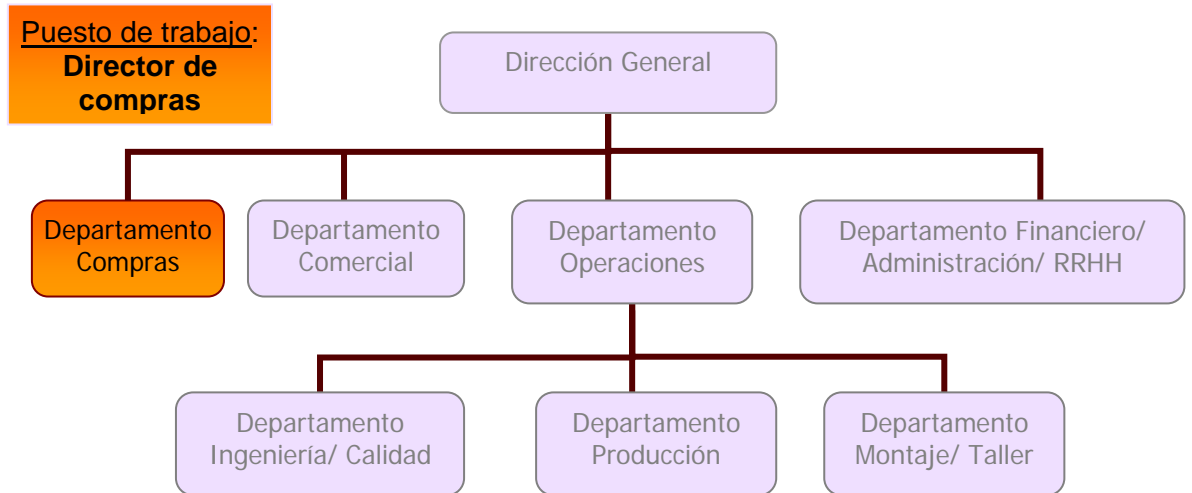 Puesto de trabajo:
Director de
compras
Dirección General
Departamento
Compras
Departamento
Comercial
Departamento
Operaciones
Departamento Financiero/
Administración/ RRHH
Departamento
Ingeniería/ Calidad
Departamento
Producción
Departamento
Montaje/ Taller